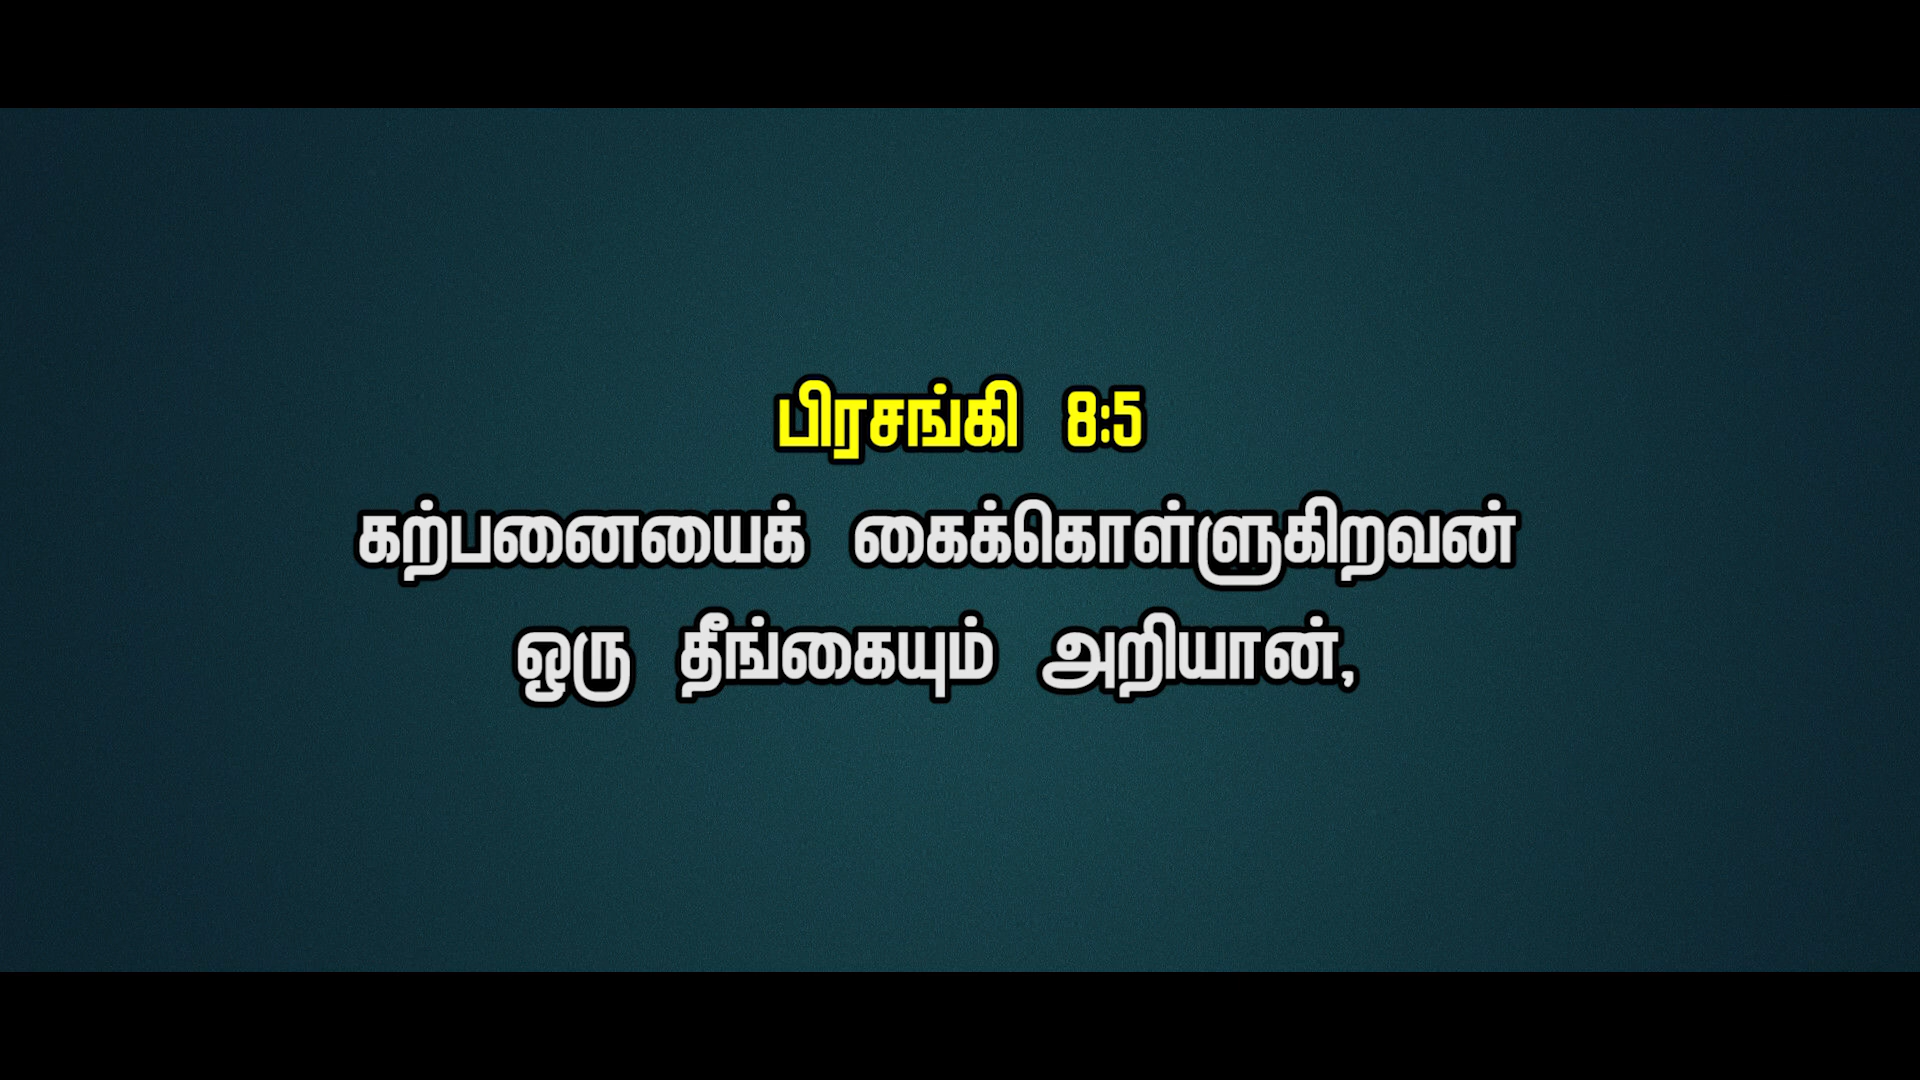 பிரசங்கி 8:5
கற்பனையைக் கைக்கொள்ளுகிறவன்
ஒரு தீங்கையும் அறியான்,